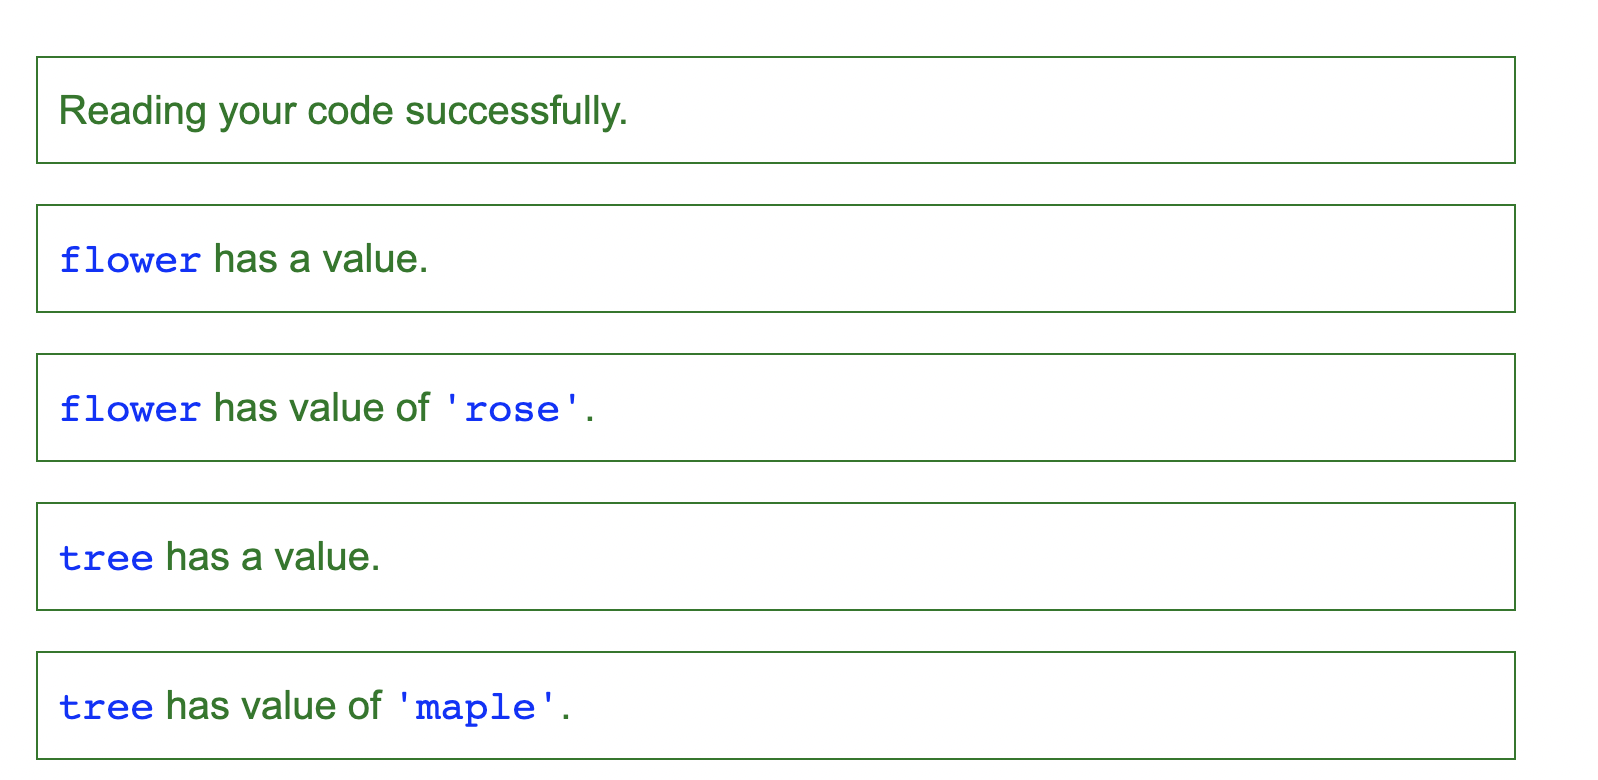 Reading your code successfully.
flower has a value.
flower has value of 'rose'.
tree has a value.
tree has value of 'maple'.